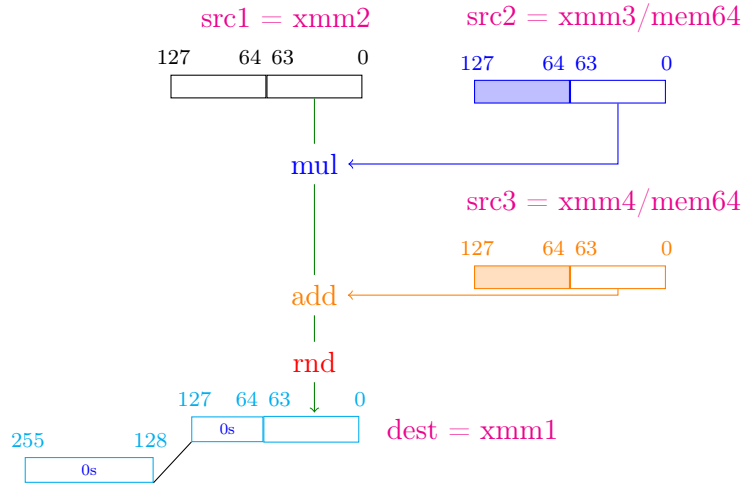 src1 = xmm2
src2 = xmm3/mem64
127 64 63 0
127 64 63 0
mul
src3 = xmm4/mem64
127 64 63 0
add
rnd
127 64 63 0
0s
dest = xmm1
255 128
0s